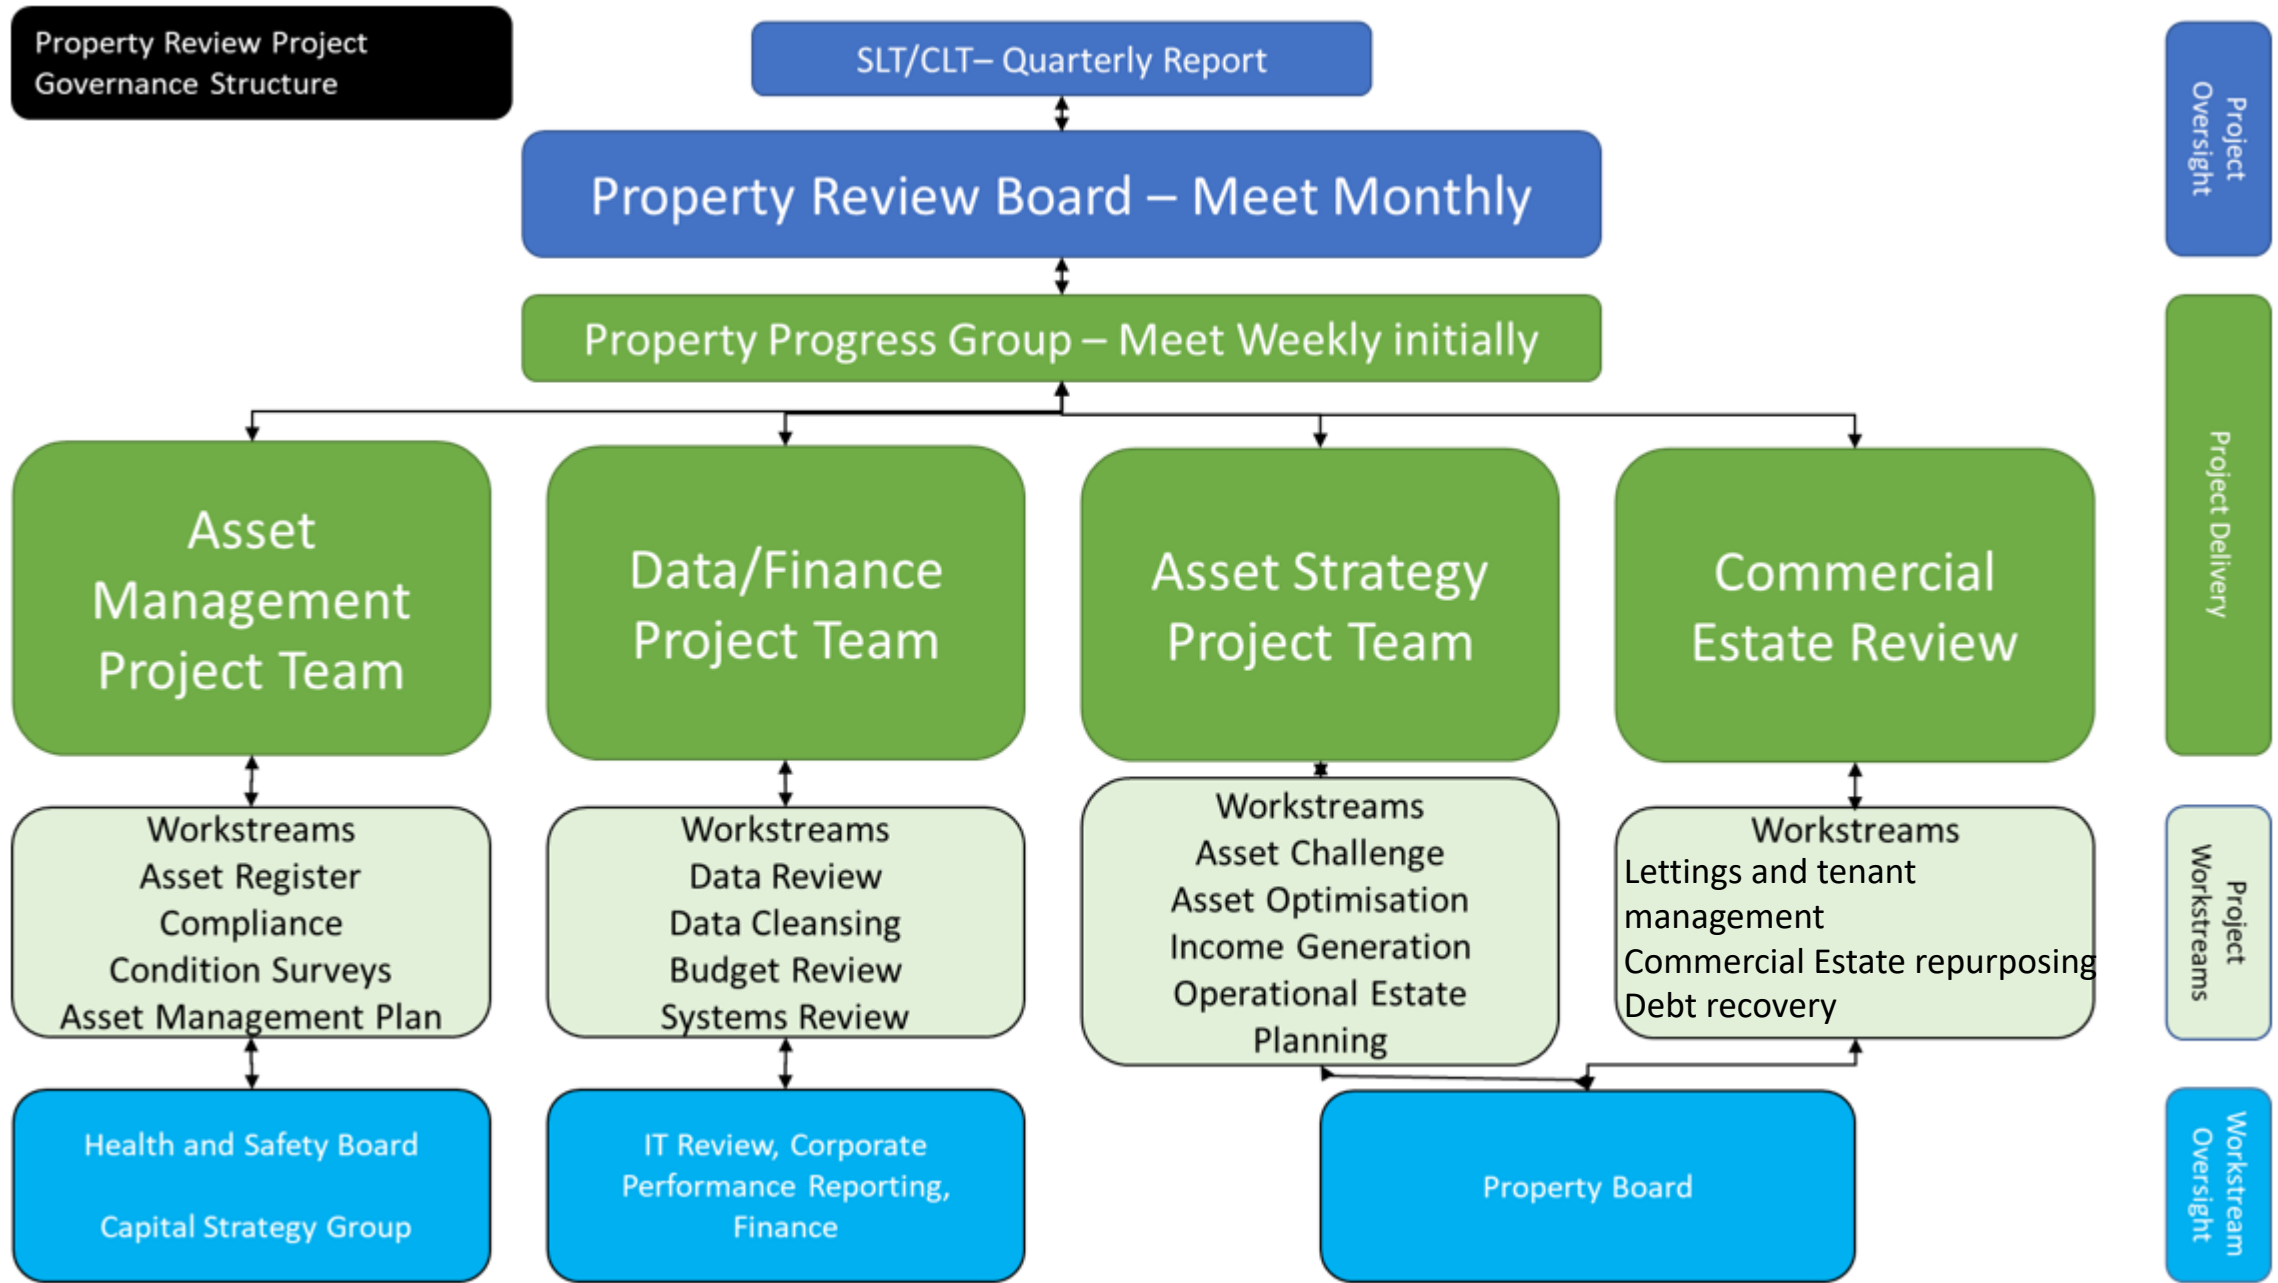 Property Review Project
Governance Structure
SLT/CLT– Quarterly Report
Project
Oversight
Property Review Board – Meet Monthly
Property Progress Group – Meet Weekly initially
Project Delivery
Asset
Management
Project Team
Data/Finance
Project Team
Asset Strategy
Project Team
Commercial
Estate Review
Workstreams
Asset Register
Compliance
Condition Surveys
Asset Management Plan
Workstreams
Data Review
Data Cleansing
Budget Review
Systems Review
Workstreams
Asset Challenge
Asset Optimisation
Income Generation
Operational Estate
Planning
Workstreams
Lettings and tenant
management
Commercial Estate repurposing
Debt recovery
Project
Workstreams
Health and Safety Board
Capital Strategy Group
IT Review, Corporate
Performance Reporting,
Finance
Property Board
Workstream
Oversight